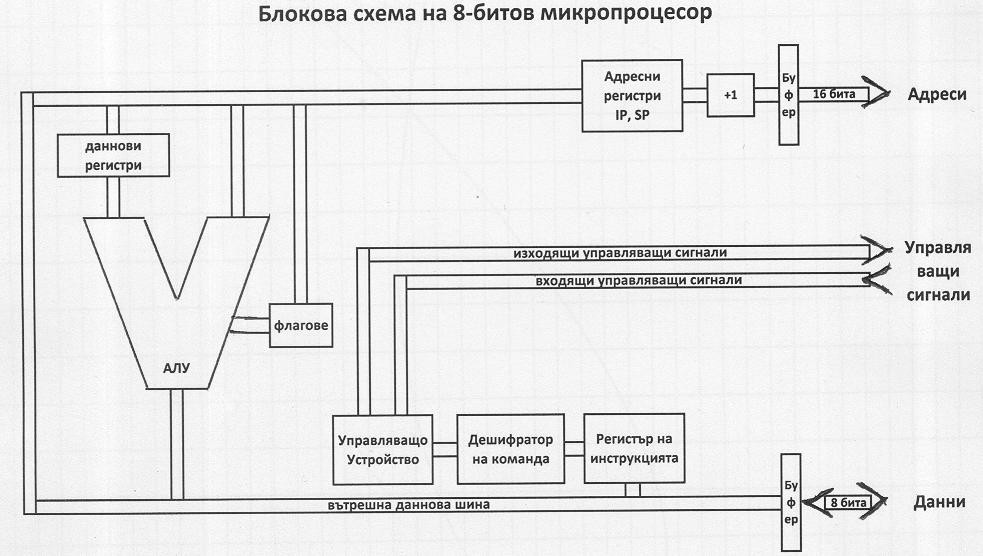 Блокова схема на 8-битов микропроцесор
Адресни
регистри
IP, SP
+1
Бу
ф
ер
16 бита
Адреси
даннови
регистри
изходящи управляващи сигнали
входящи управляващи сигнали
Управля
ващи
сигнали
флагове
АЛУ
Управляващо
Устройство
Дешифратор
на команда
Регистър на
инструкцията
вътрешна даннова шина
Бу
ф
ер
8 бита
Данни